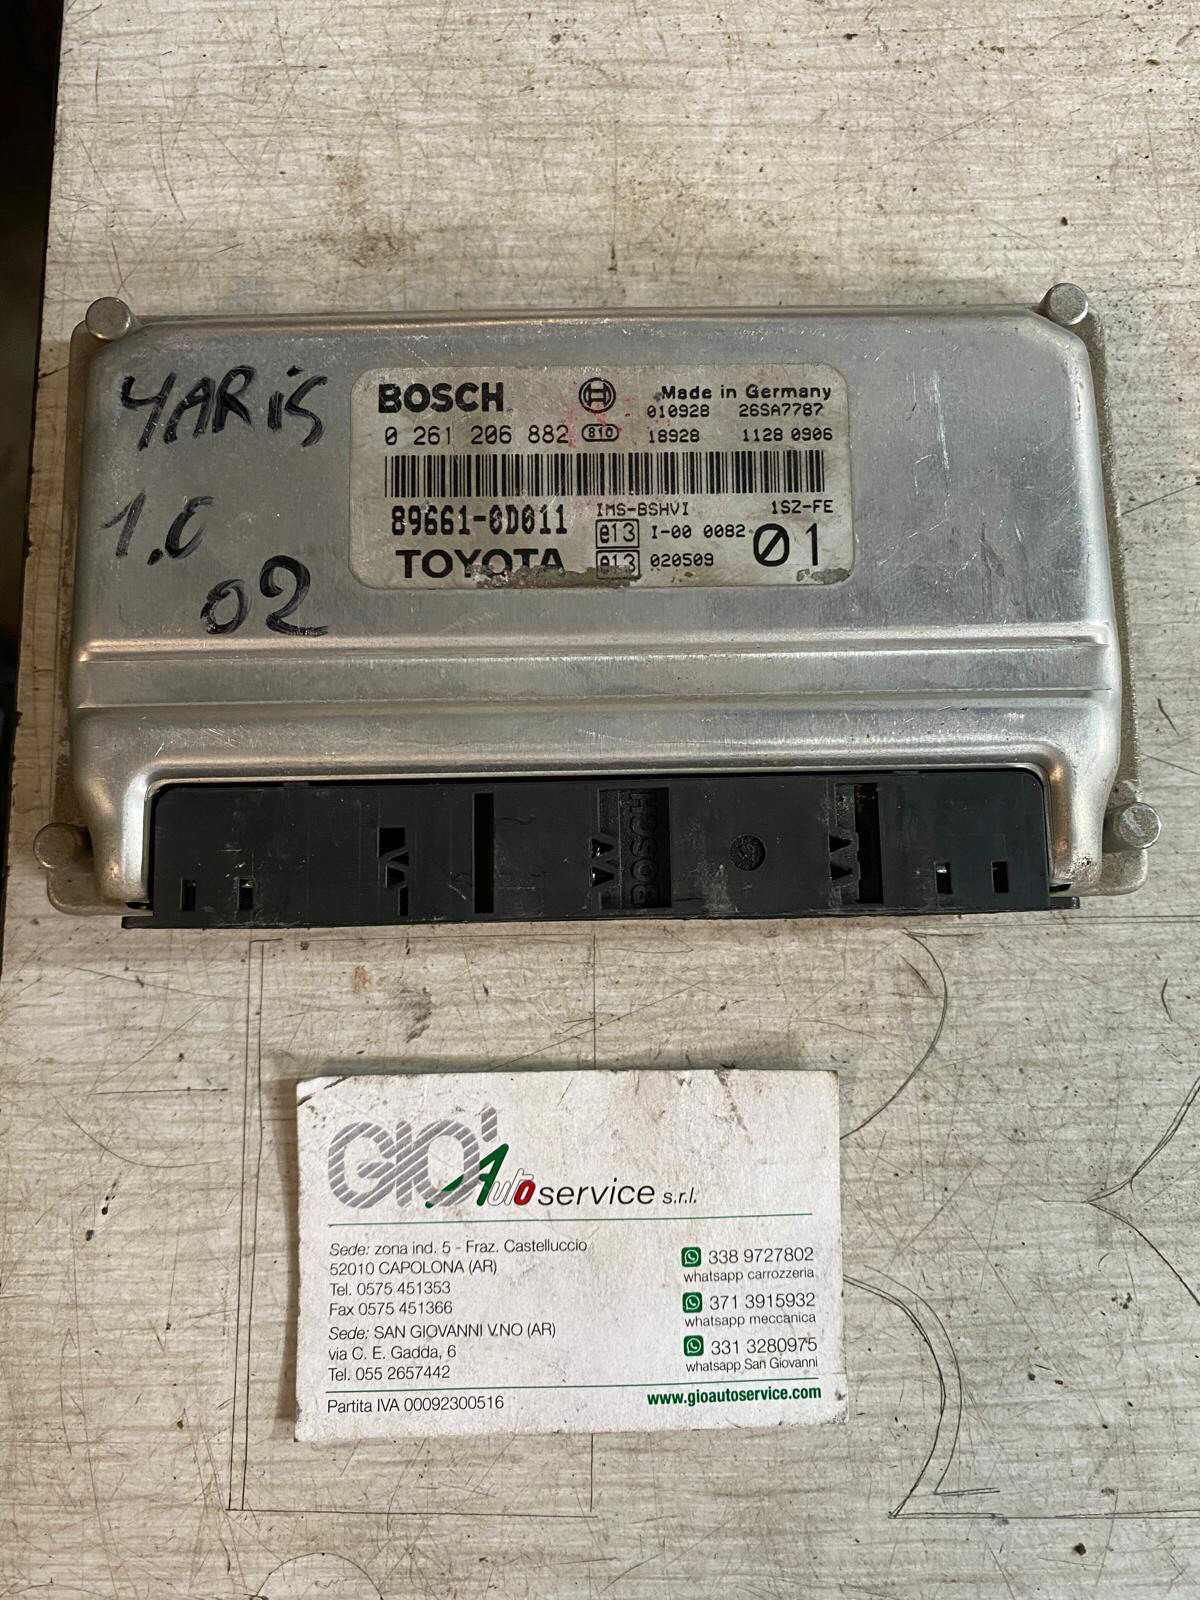 YARIS
1.0
02
BOSCH Made in Germany
010928 26SA7787
0 261 206 882 810 18928 1128 0906
89661-0D011 IMS-BSHVI 1SZ-FE
e13 I-00 0082 01
TOYOTA e13 020509
BOSCH
GIO' Auto service s.r.l.
Sede: zona ind. 5 - Fraz. Castelluccio
52010 CAPOLONA (AR)
Tel. 0575 451353
Fax 0575 451366
Sede: SAN GIOVANNI V.NO (AR)
via C. E. Gadda, 6
Tel. 055 2657442
338 9727802
whatsapp carrozzeria
371 3915932
whatsapp meccanica
331 3280975
whatsapp San Giovanni
Partita IVA 00092300516
www.gioautoservice.com